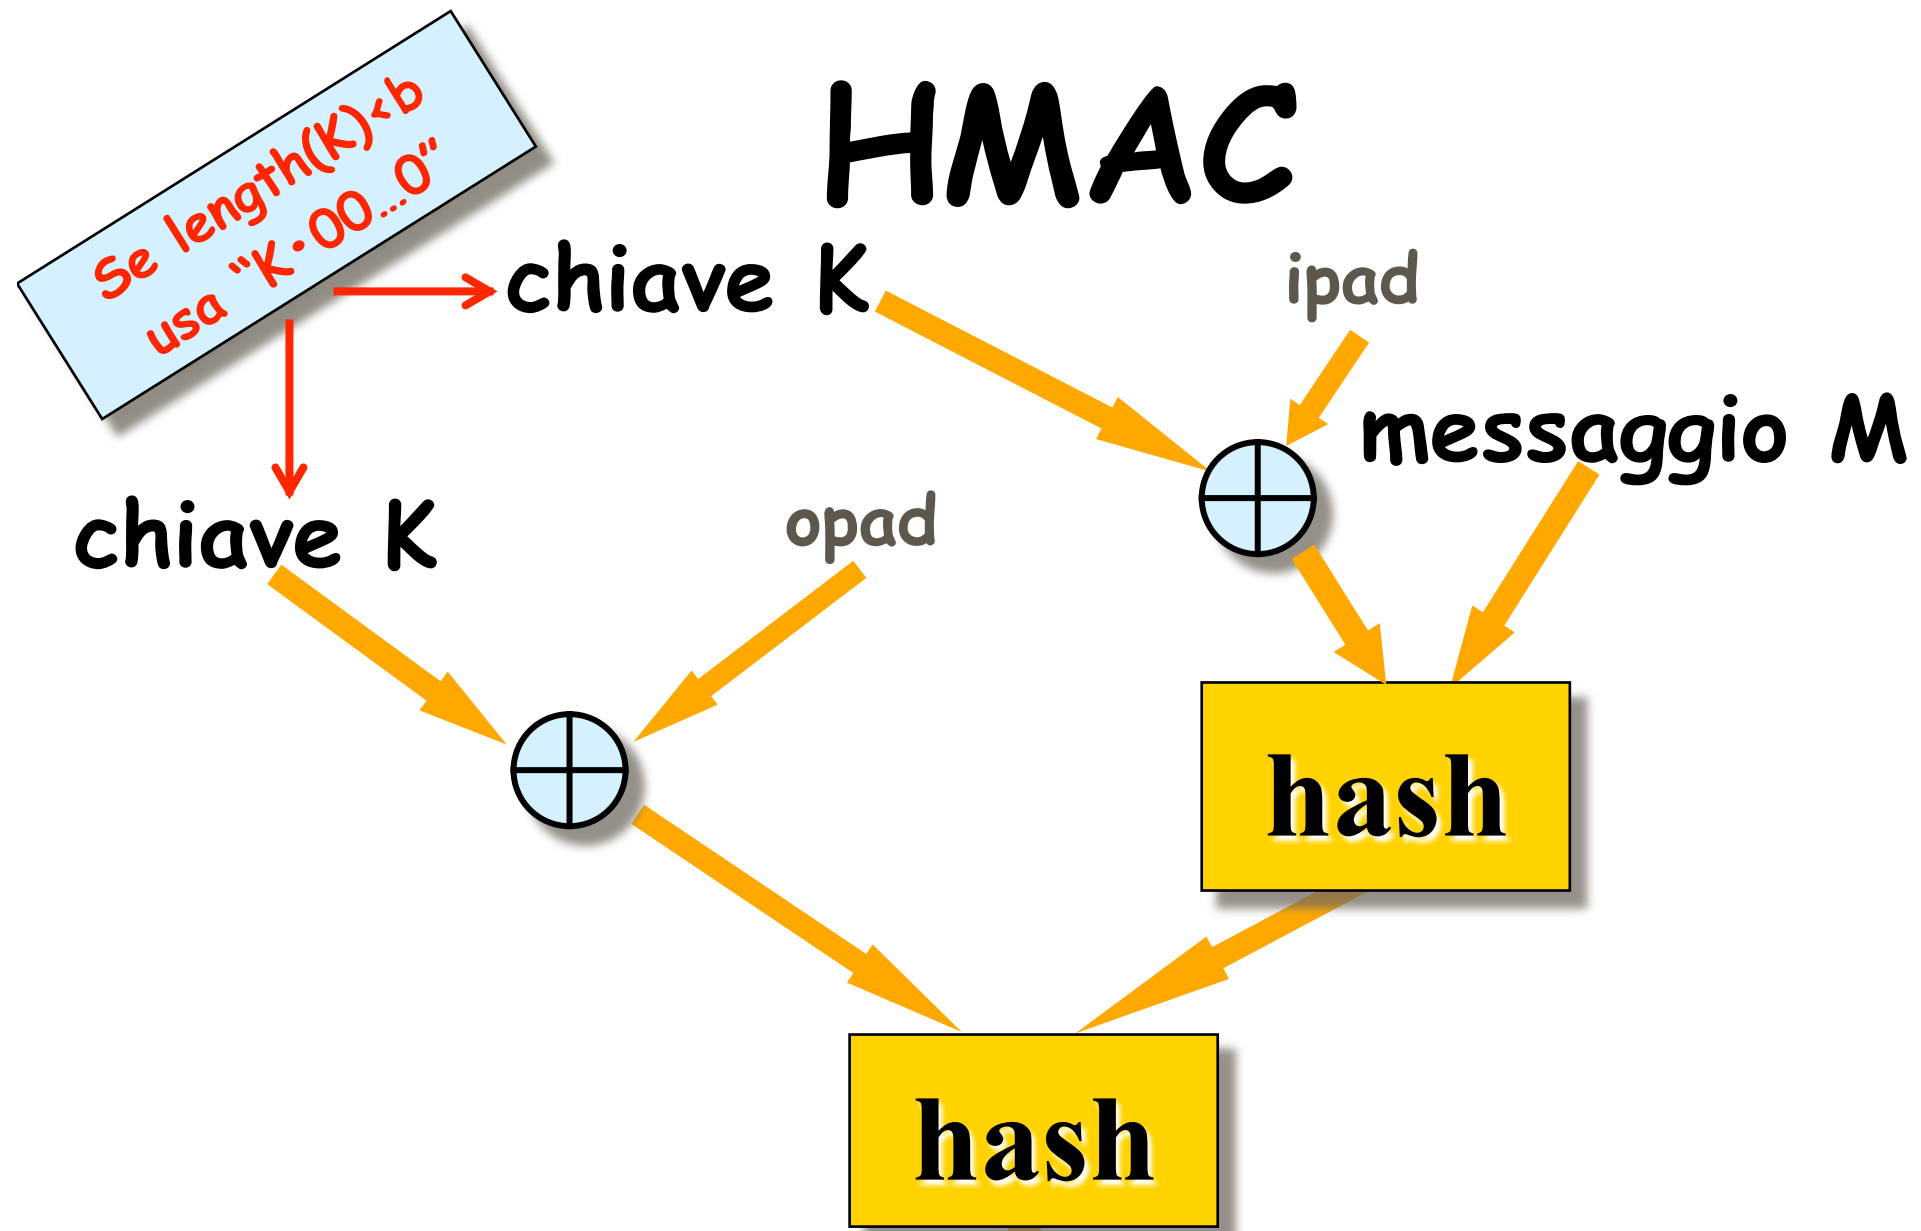 HMAC
Se length(K)<b
usa “K•00...0”
chiave K
ipad
messaggio M
chiave K
opad
hash
hash